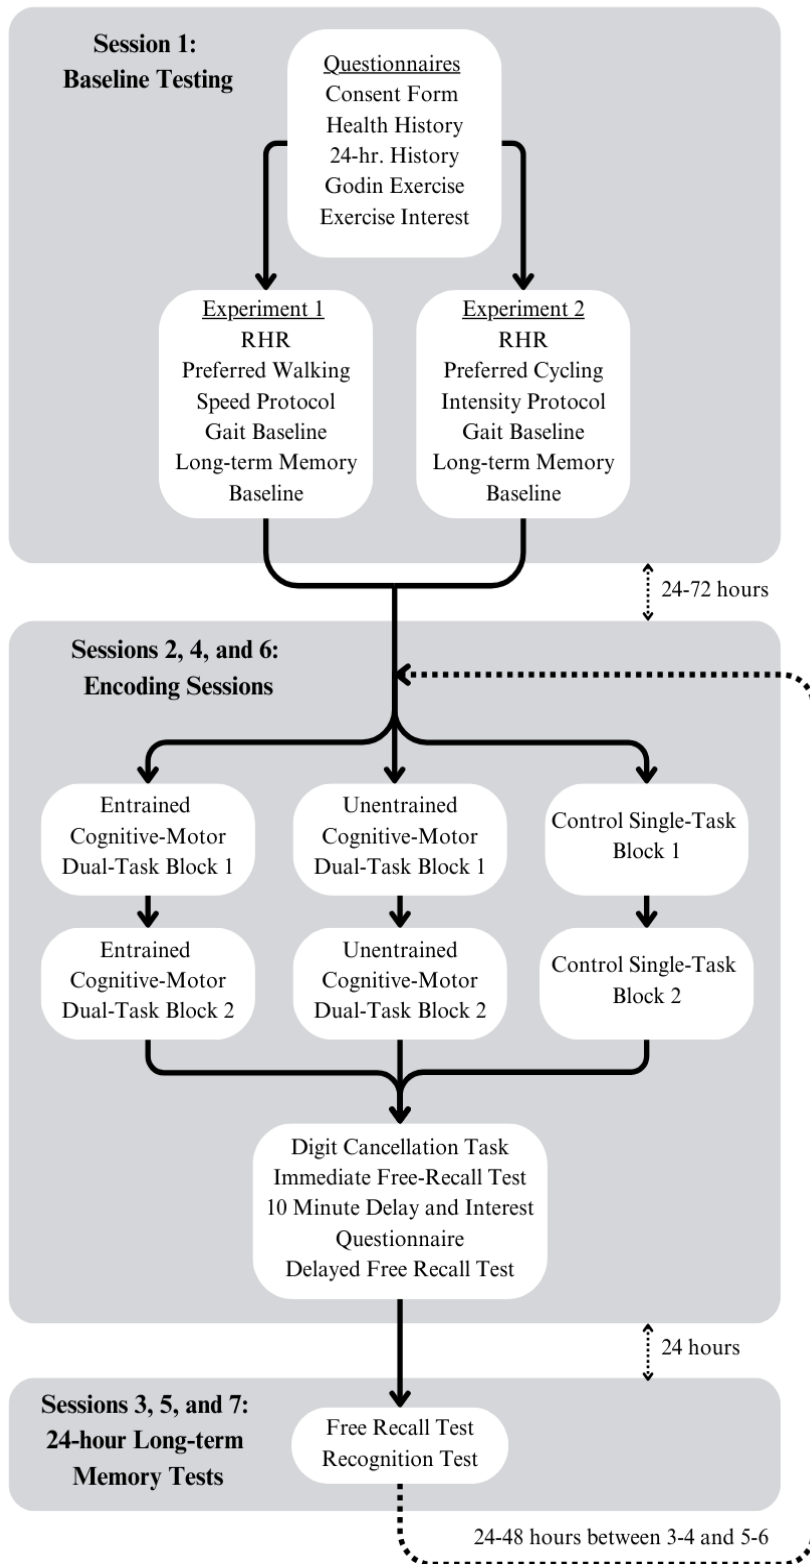 Session 1:
Baseline Testing
Questionnaires
Consent Form
Health History
24-hr. History
Godin Exercise
Exercise Interest
Experiment 1
RHR
Preferred Walking
Speed Protocol
Gait Baseline
Long-term Memory
Baseline
Experiment 2
RHR
Preferred Cycling
Intensity Protocol
Gait Baseline
Long-term Memory
Baseline
24-72 hours
Sessions 2, 4, and 6:
Encoding Sessions
Entrained
Cognitive-Motor
Dual-Task Block 1
Unentrained
Cognitive-Motor
Dual-Task Block 1
Control Single-Task
Block 1
Entrained
Cognitive-Motor
Dual-Task Block 2
Unentrained
Cognitive-Motor
Dual-Task Block 2
Control Single-Task
Block 2
Digit Cancellation Task
Immediate Free-Recall Test
10 Minute Delay and Interest
Questionnaire
Delayed Free Recall Test
24 hours
Sessions 3, 5, and 7:
24-hour Long-term
Memory Tests
Free Recall Test
Recognition Test
24-48 hours between 3-4 and 5-6